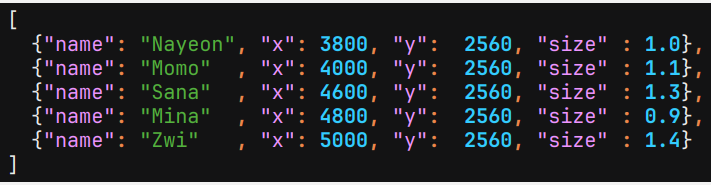 [
  {"name": "Nayeon", "x": 3800, "y":  2560, "size" : 1.0},
  {"name": "Momo"  , "x": 4000, "y":  2560, "size" : 1.1},
  {"name": "Sana"  , "x": 4600, "y":  2560, "size" : 1.3},
  {"name": "Mina"  , "x": 4800, "y":  2560, "size" : 0.9},
  {"name": "Zwi"   , "x": 5000, "y":  2560, "size" : 1.4}
]